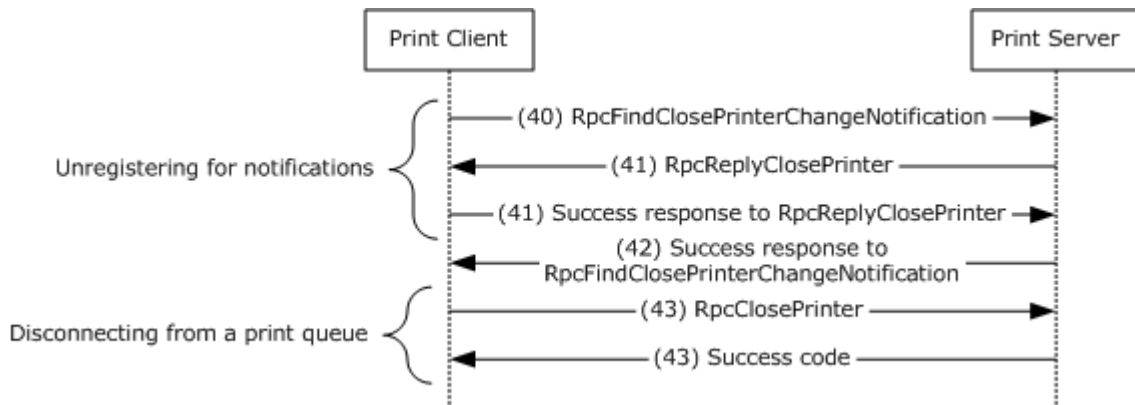 Print Client
Print Server
(40) RpcFindClosePrinterChangeNotification
Unregistering for notifications
(41) RpcReplyClosePrinter
(41) Success response to RpcReplyClosePrinter
(42) Success response to
RpcFindClosePrinterChangeNotification
(43) RpcClosePrinter
Disconnecting from a print queue
(43) Success code